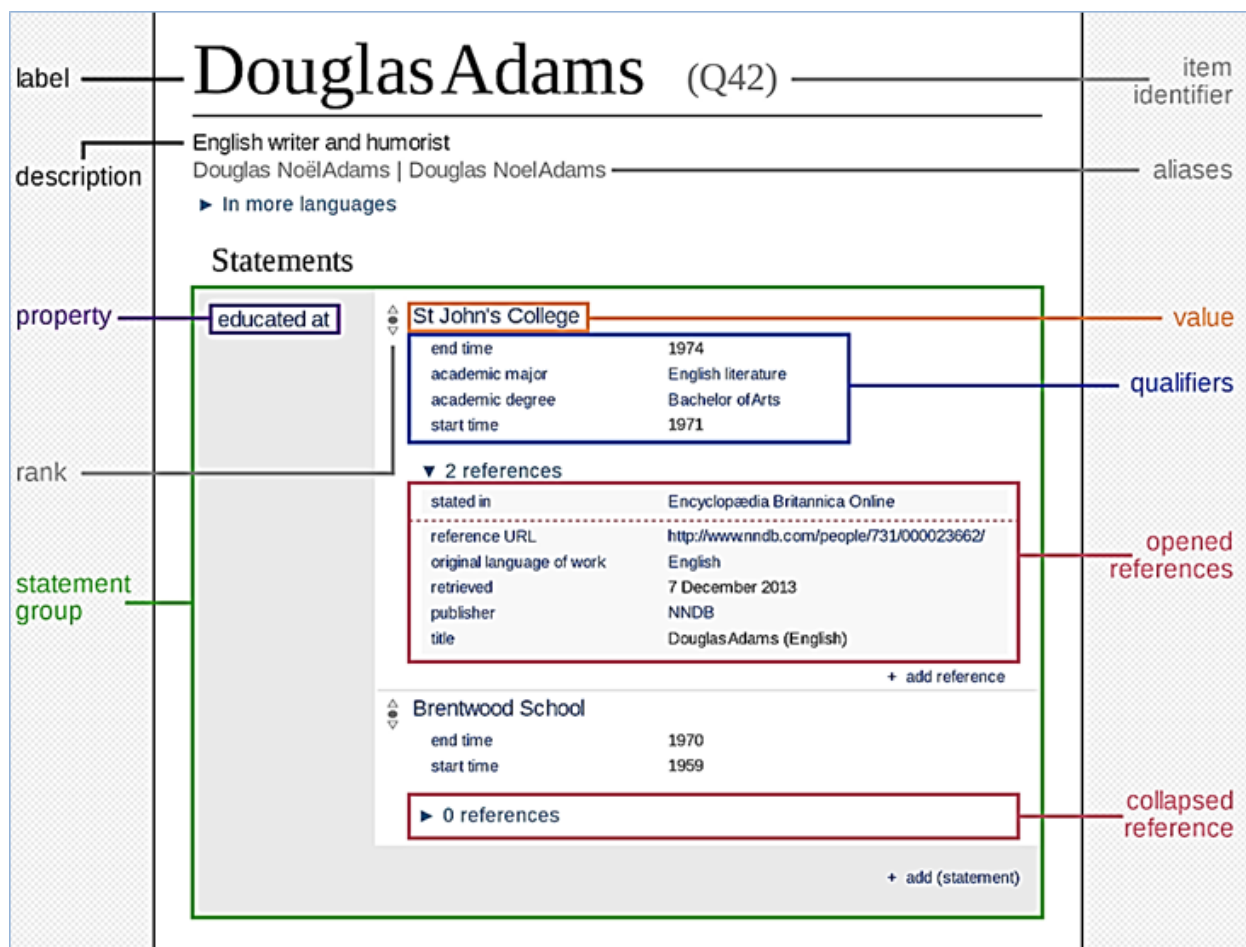 label
Douglas Adams (Q42)
item
identifier
description
English writer and humorist
Douglas Noël Adams | Douglas Noel Adams
aliases
► In more languages
Statements
property
educated at
St John's College
value
end time 1974
academic major English literature
academic degree Bachelor of Arts
start time 1971
qualifiers
rank
▼ 2 references
stated in Encyclopædia Britannica Online
reference URL http://www.nndb.com/people/731/000023662/
original language of work English
retrieved 7 December 2013
publisher NNDB
title Douglas Adams (English)
opened
references
statement
group
+ add reference
Brentwood School
end time 1970
start time 1959
► 0 references
collapsed
reference
+ add (statement)